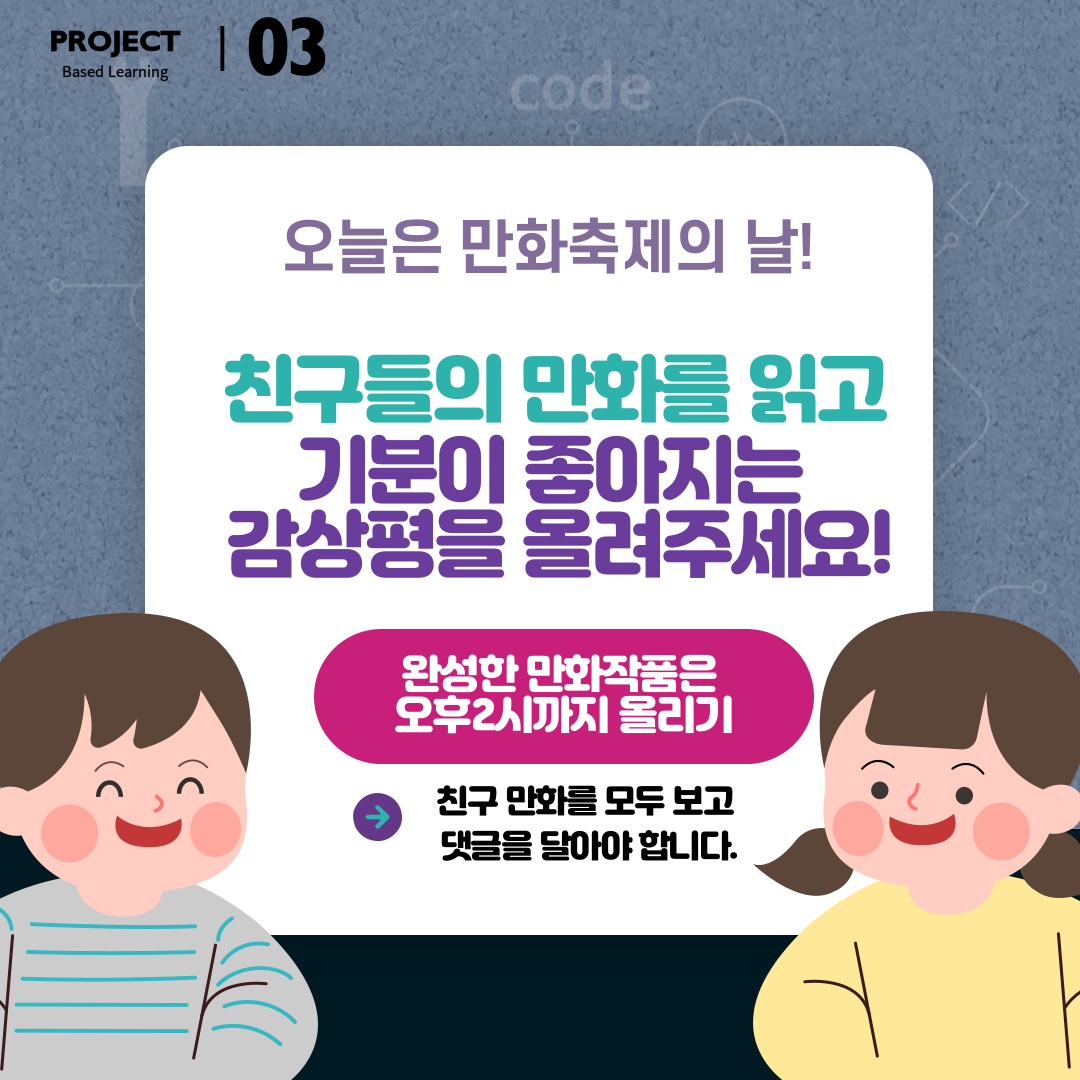 PROJECT
Based Learning
| 03
code
</>
오늘은 만화축제의 날!
친구들의 만화를 읽고
기분이 좋아지는
감상평을 올려주세요!
완성한 만화작품은
오후2시까지 올리기
친구 만화를 모두 보고
댓글을 달아야 합니다.